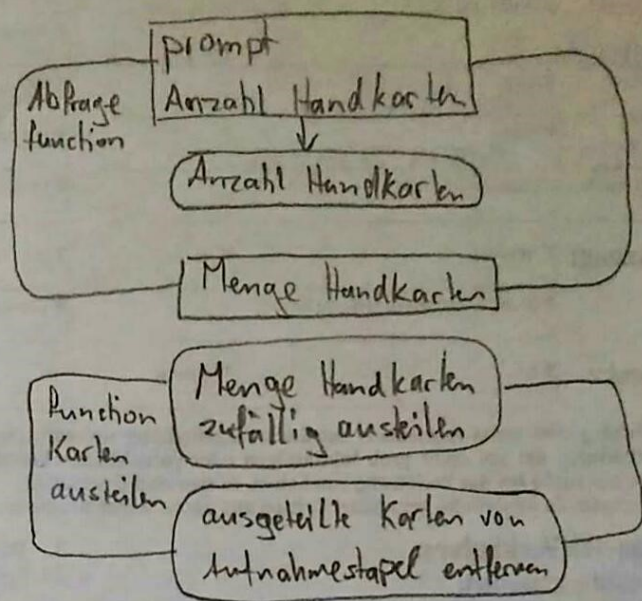 prompt
Anzahl Handkarten
Abfrage
function
Anzahl Handkarten
Menge Handkarten
Function
Karten
austeilen
Menge Handkarten
zufällig austeilen
ausgeteilte Karten von
Aufnahmestapel entfernen